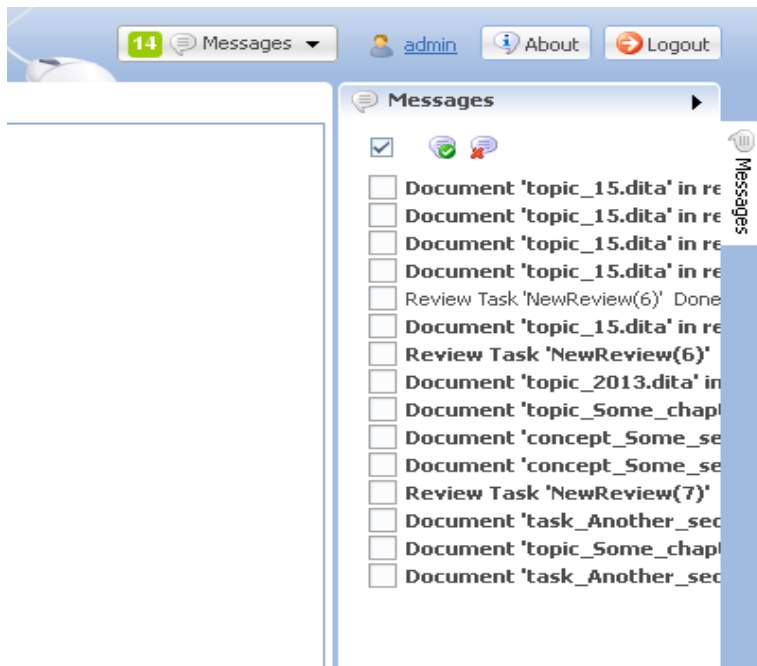 14 Messages admin About Logout
Messages
Messages
Document 'topic_15.dita' in re
Document 'topic_15.dita' in re
Document 'topic_15.dita' in re
Document 'topic_15.dita' in re
Review Task 'NewReview(6)' Done
Document 'topic_15.dita' in re
Review Task 'NewReview(6)'
Document 'topic_2013.dita' in
Document 'topic_Some_chapt
Document 'concept_Some_se
Document 'concept_Some_se
Review Task 'NewReview(7)'
Document 'task_Another_sec
Document 'topic_Some_chapt
Document 'task_Another_sec